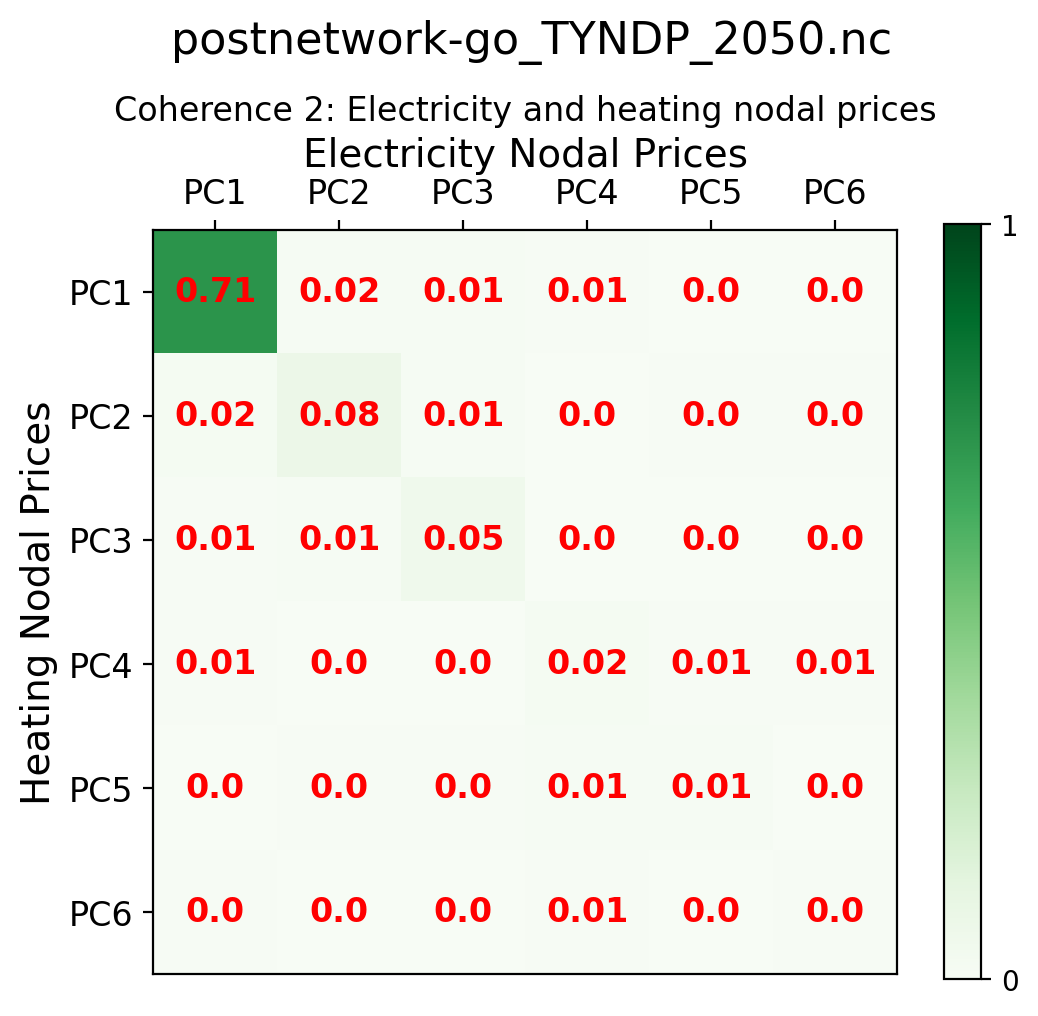 postnetwork-go_TYNDP_2050.nc
Coherence 2: Electricity and heating nodal prices
Electricity Nodal Prices
PC1 PC2 PC3 PC4 PC5 PC6
Heating Nodal Prices
PC1 0.71 0.02 0.01 0.01 0.0 0.0
PC2 0.02 0.08 0.01 0.0 0.0 0.0
PC3 0.01 0.01 0.05 0.0 0.0 0.0
PC4 0.01 0.0 0.0 0.02 0.01 0.01
PC5 0.0 0.0 0.0 0.01 0.01 0.0
PC6 0.0 0.0 0.0 0.01 0.0 0.0
1
0